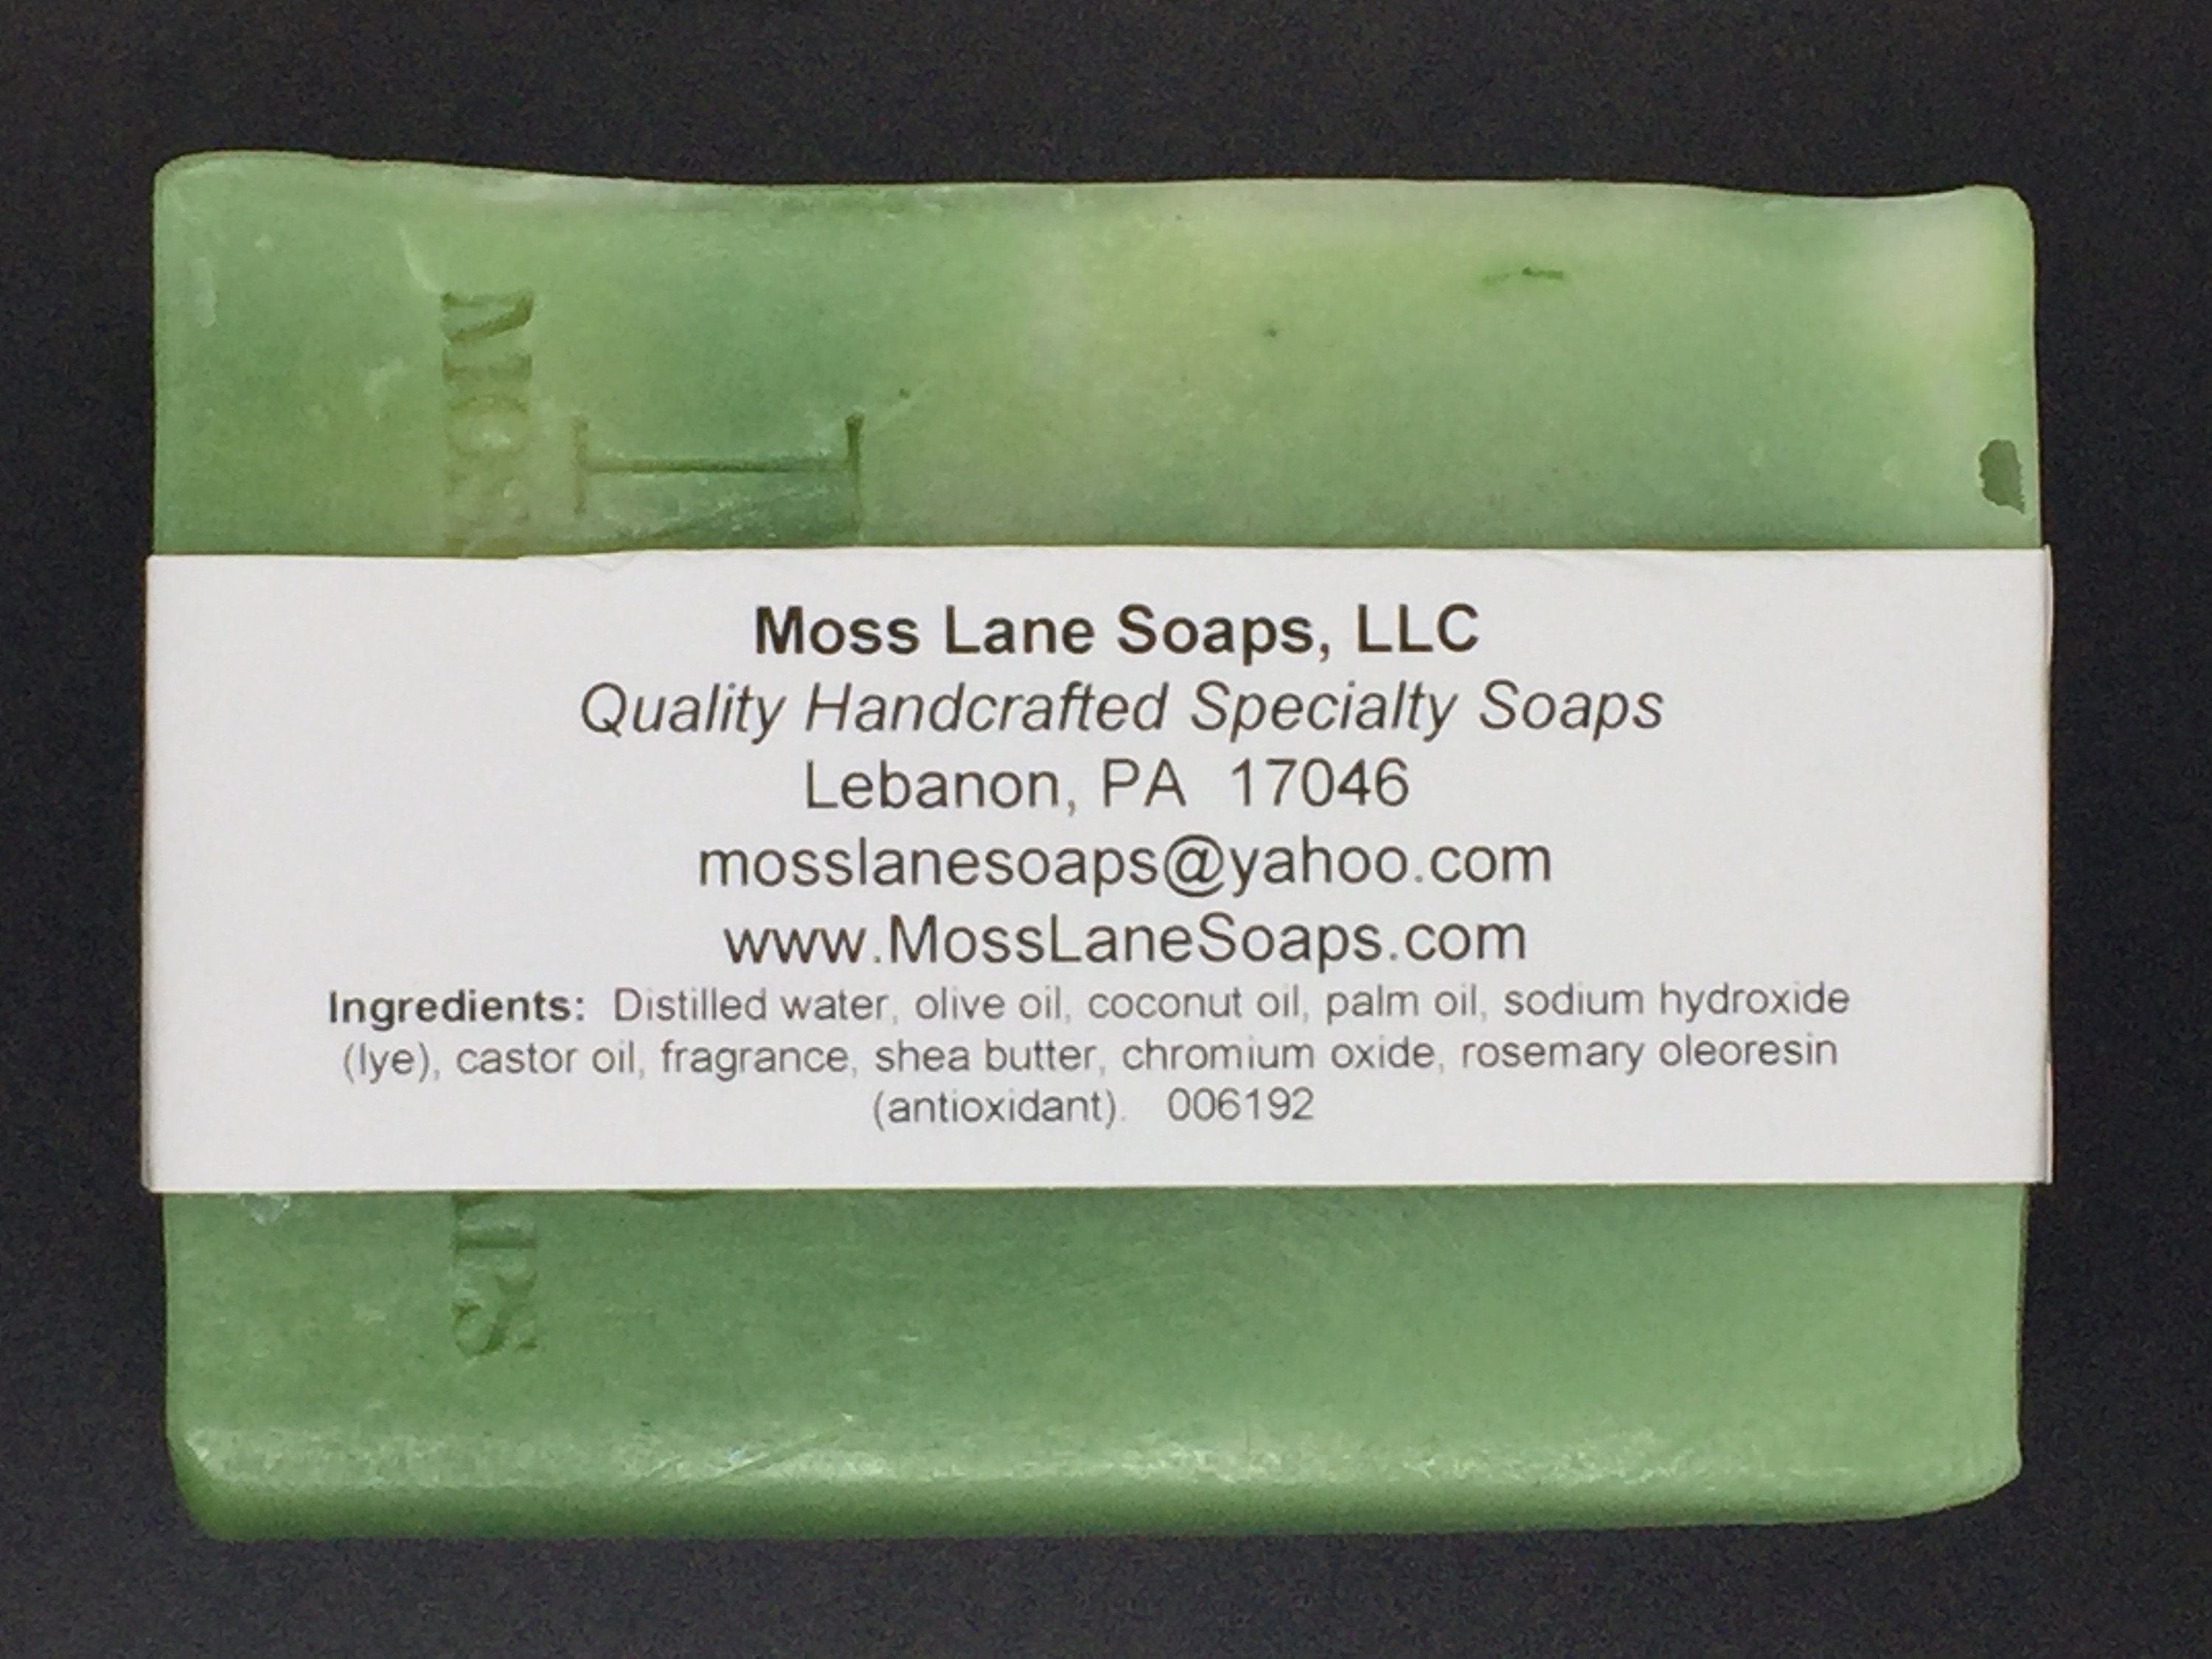 MOSS
L
Moss Lane Soaps, LLC
Quality Handcrafted Specialty Soaps
Lebanon, PA 17046
mosslanesoaps@yahoo.com
www.MossLaneSoaps.com
Ingredients: Distilled water, olive oil, coconut oil, palm oil, sodium hydroxide
(lye), castor oil, fragrance, shea butter, chromium oxide, rosemary oleoresin
(antioxidant). 006192
APS